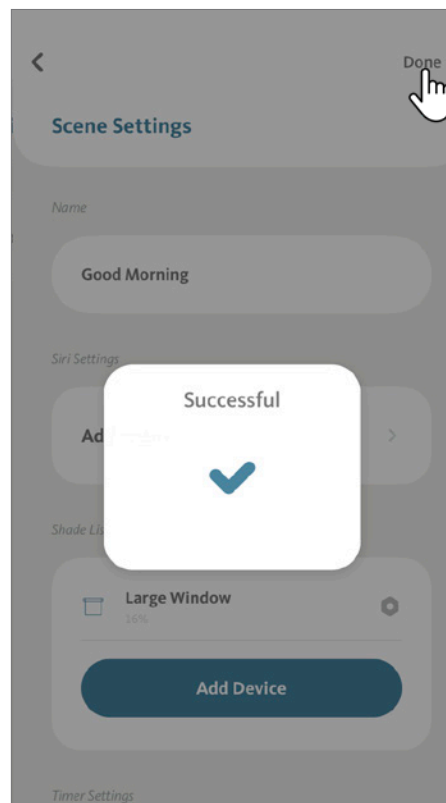 Done
Scene Settings
Name
Good Morning
Siri Settings
Successful
Large Window
16%
Add Device
Timer Settings